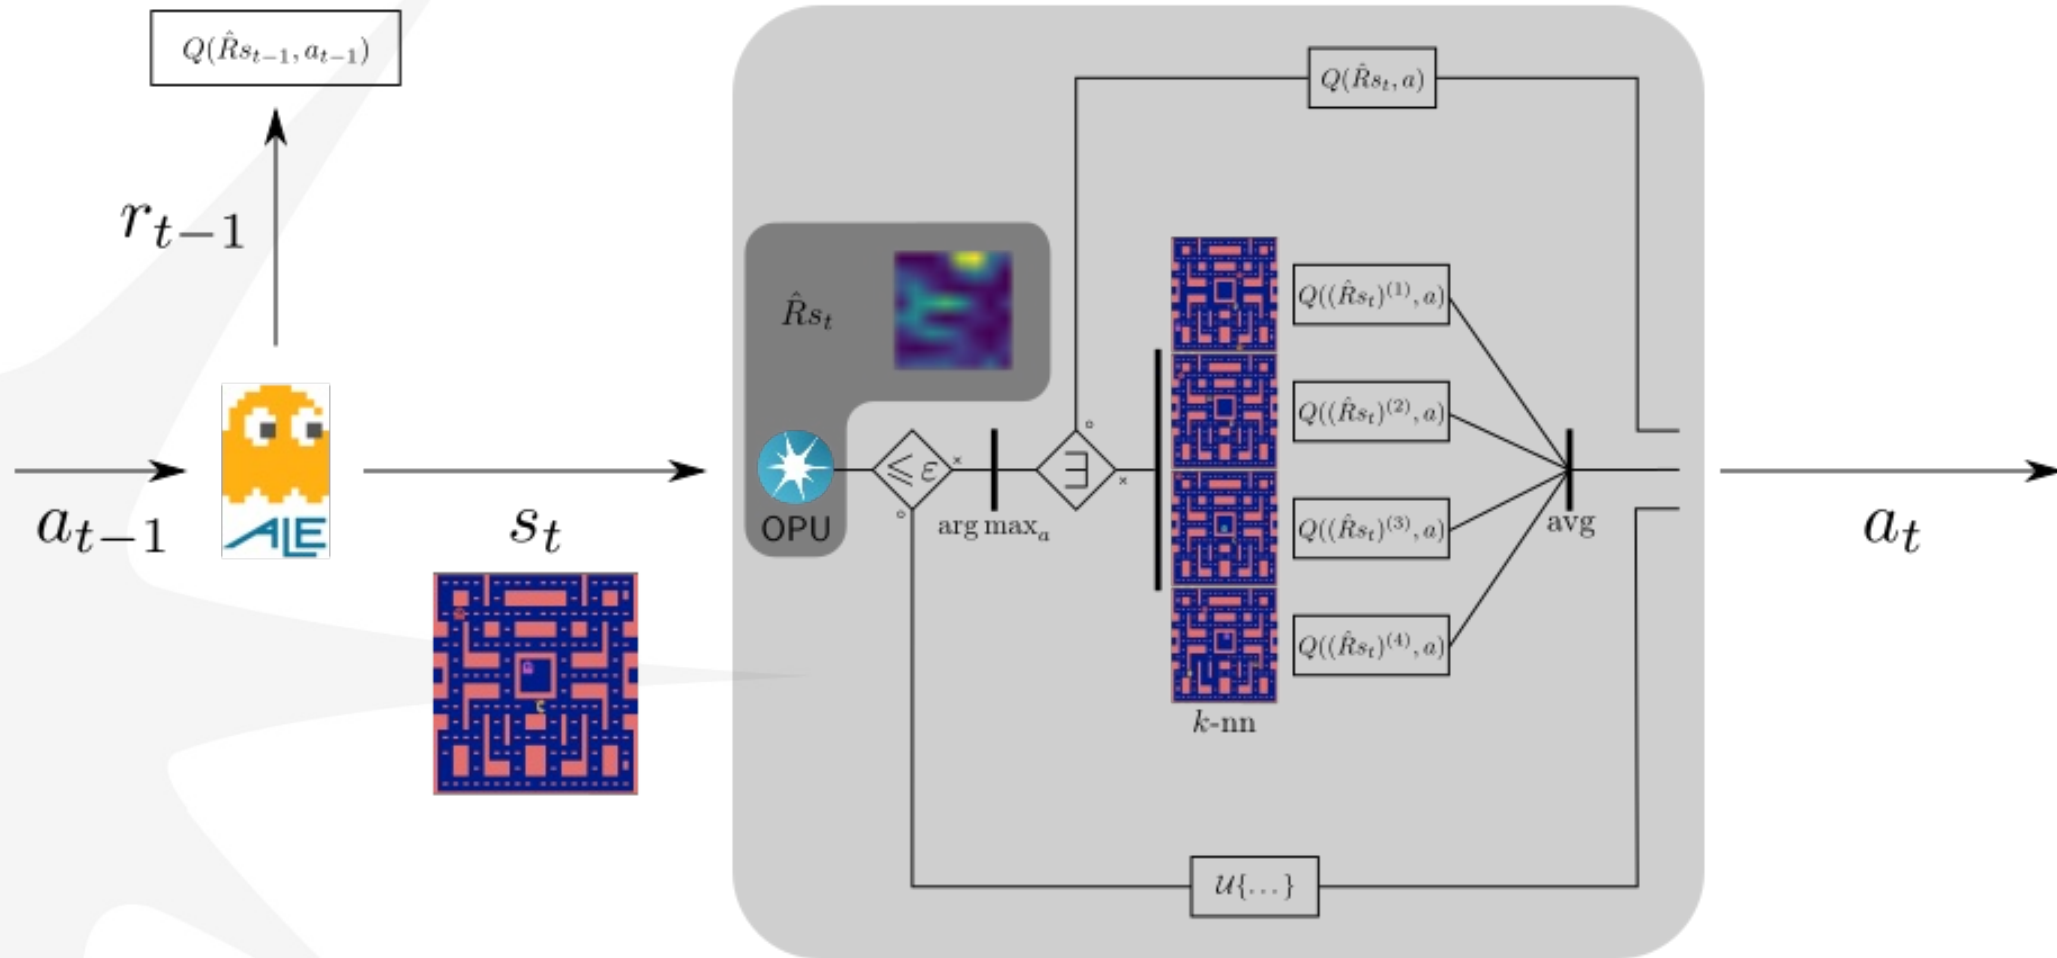 Q(R̂s_{t−1}, a_{t−1})
r_{t−1}
a_{t−1}
ALE
s_t
R̂s_t
OPU
⩽ ε
×
∘
arg max_a
∃
∘
×
Q(R̂s_t, a)
k-nn
Q((R̂s_t)^{(1)}, a)
Q((R̂s_t)^{(2)}, a)
Q((R̂s_t)^{(3)}, a)
Q((R̂s_t)^{(4)}, a)
avg
𝒰{...}
a_t